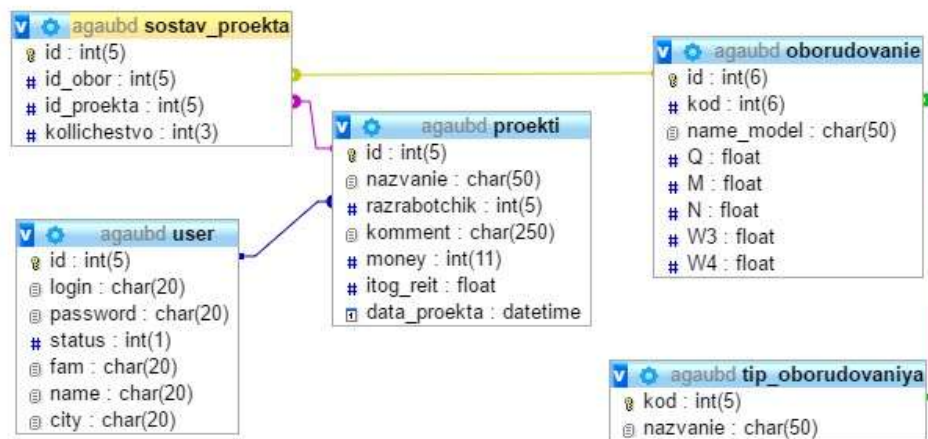 agaubd sostav_proekta
id : int(5)
# id_obor : int(5)
# id_proekta : int(5)
# kollichestvo : int(3)
agaubd proekti
id : int(5)
nazvanie : char(50)
# razrabotchik : int(5)
komment : char(250)
# money : int(11)
# itog_reit : float
data_proekta : datetime
agaubd oborudovanie
id : int(6)
# kod : int(6)
name_model : char(50)
# Q : float
# M : float
# N : float
# W3 : float
# W4 : float
agaubd user
id : int(5)
login : char(20)
password : char(20)
# status : int(1)
fam : char(20)
name : char(20)
city : char(20)
agaubd tip_oborudovaniya
kod : int(5)
nazvanie : char(50)